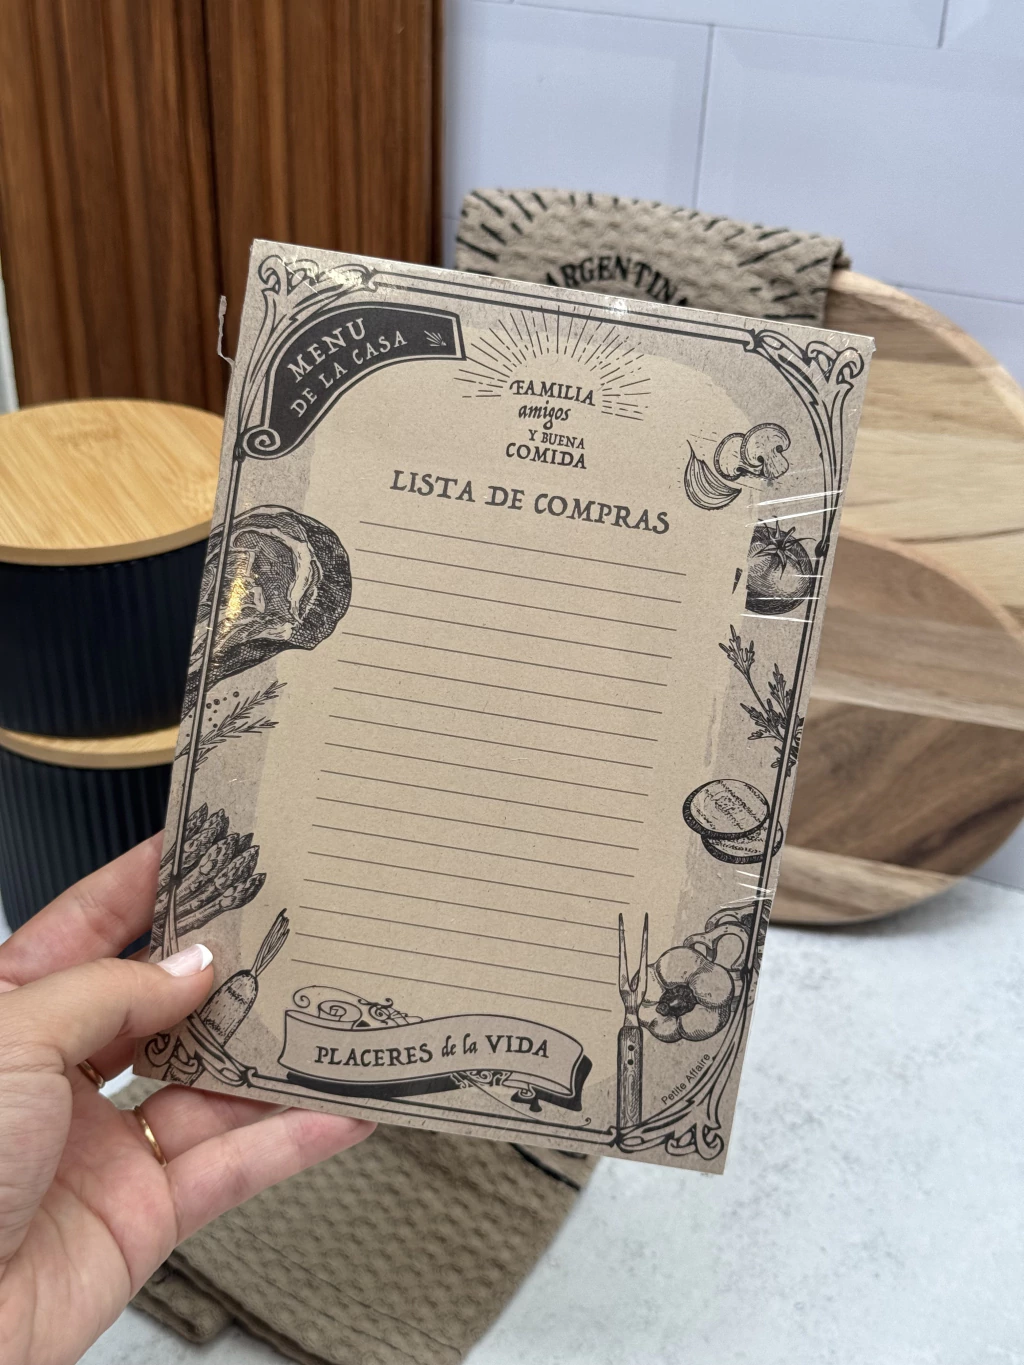 ARGENTINA
MENU
DE LA CASA
FAMILIA
amigos
Y BUENA
COMIDA
LISTA DE COMPRAS
PLACERES de la VIDA
Petite Affaire